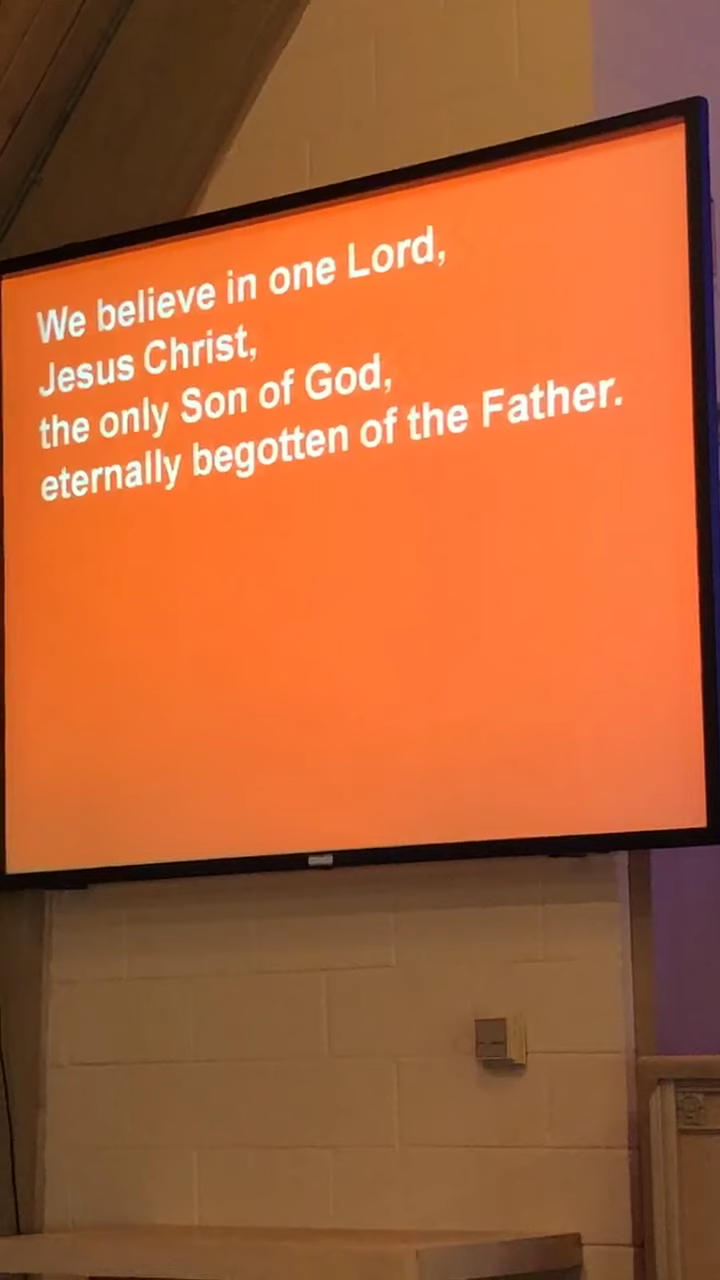 We believe in one Lord,
Jesus Christ,
the only Son of God,
eternally begotten of the Father.